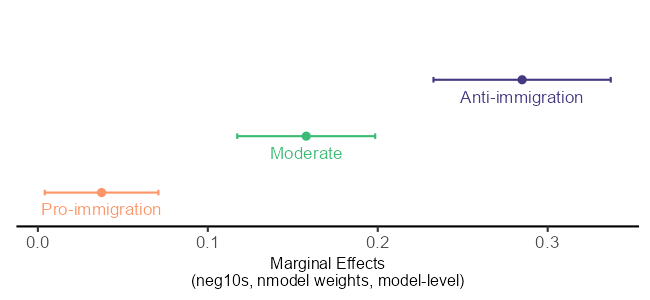 Anti-immigration
Moderate
Pro-immigration
0.0 0.1 0.2 0.3
Marginal Effects
(neg10s, nmodel weights, model-level)